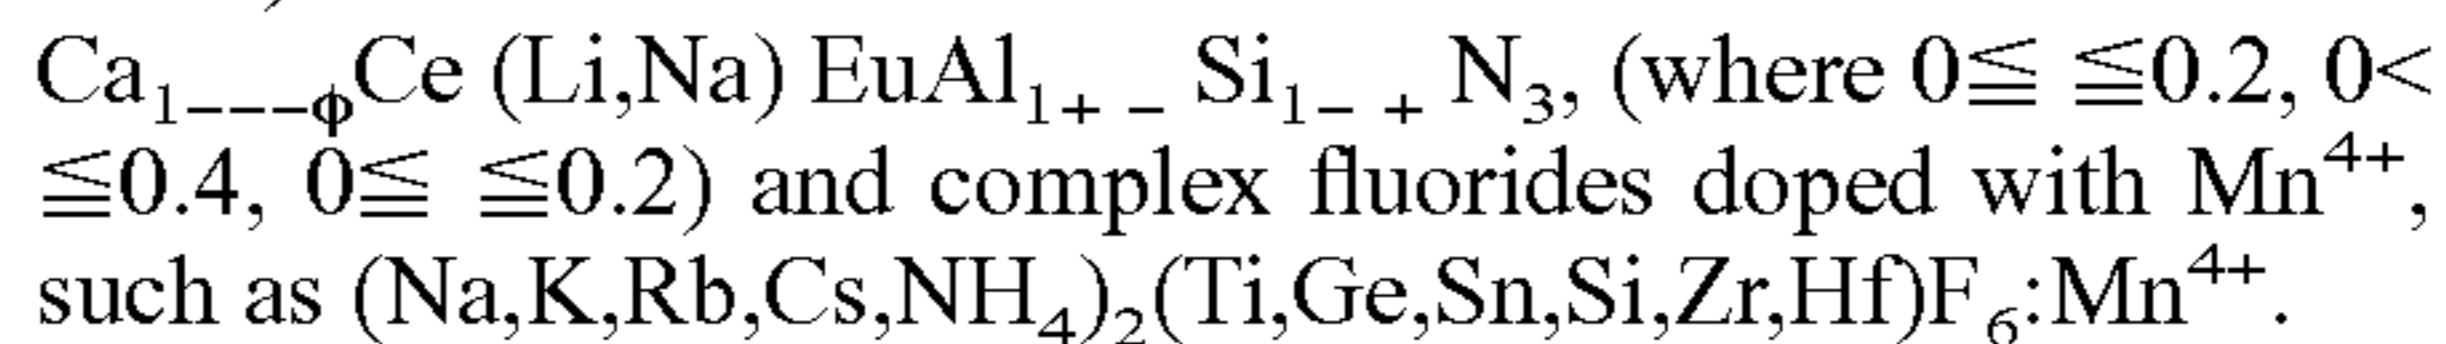 Ca₁₋₋₋ᵩCe (Li,Na) EuAl₁₊ ₋ Si₁₋ ₊ N₃, (where 0≦ ≦0.2, 0<
≦0.4, 0≦ ≦0.2) and complex fluorides doped with Mn⁴⁺,
such as (Na,K,Rb,Cs,NH₄)₂(Ti,Ge,Sn,Si,Zr,Hf)F₆:Mn⁴⁺.